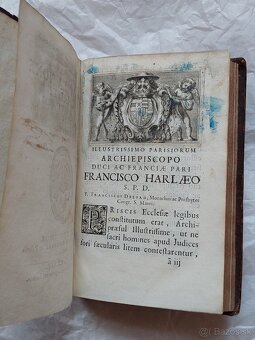 ILLUSTRISSIMO PARISIORUM
ARCHIEPISCOPO
DUCI AC FRANCIÆ PARI
FRANCISCO HARLÆO
S. P. D.
F. FRANCISCUS DELFAU, Monachus ac Presbyter
Congr. S. Mauri.
PRISCIS Ecclesiæ legibus
constitutum erat, Archi-
præsul Illustrissime, ut ne
sacri homines apud Judices
fori sæcularis litem contestarentur,
à iij